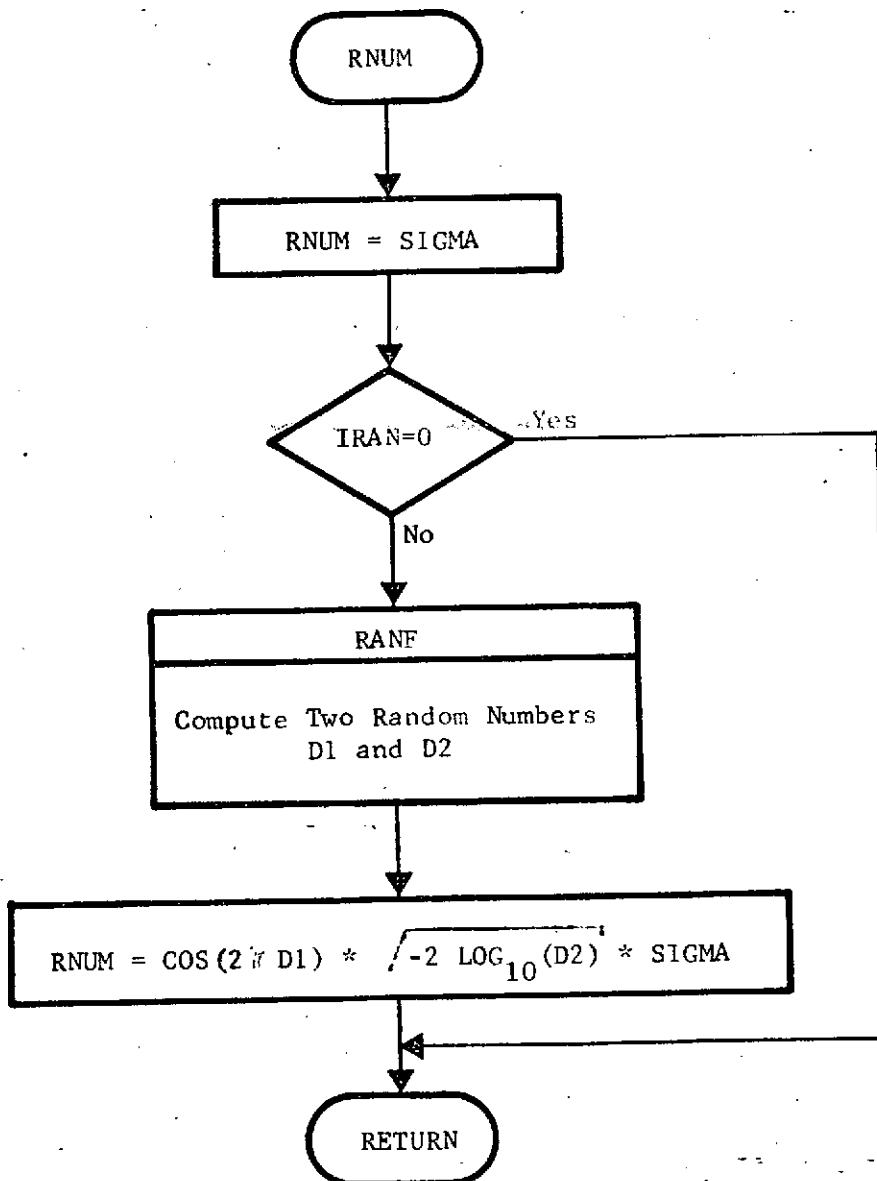 RNUM
RNUM = SIGMA
IRAN=0
Yes
No
RANF
Compute Two Random Numbers
D1 and D2
RNUM = COS(2 π D1) * √-2 LOG10(D2) * SIGMA
RETURN